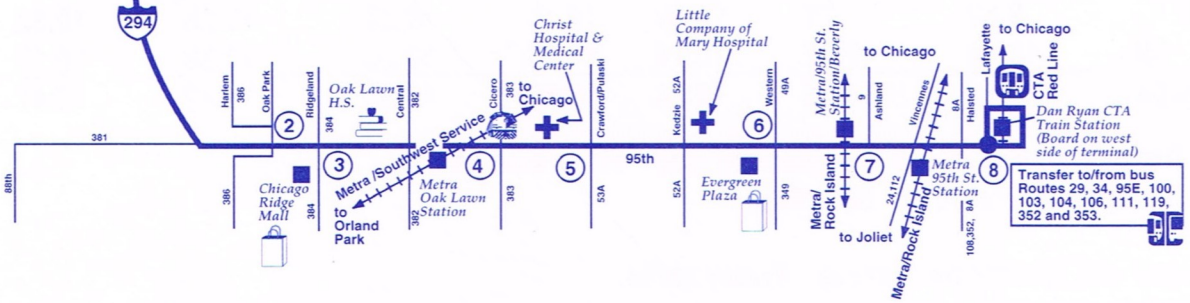 294
Harlem
386
Oak Park
2
Ridgeland
384
Oak Lawn
H.S.
Central
382
Cicero
383
to
Chicago
Christ
Hospital &
Medical
Center
Crawford/Pulaski
Little
Company of
Mary Hospital
Kedzie
52A
Western
49A
6
Metra/95th St.
Station/Beverly
to Chicago
9
Ashland
Vincennes
8A
Halsted
Lafayette
to Chicago
CTA
Red Line
Dan Ryan CTA
Train Station
(Board on west
side of terminal)
88th
381
386
Chicago
Ridge
Mall
3
384
Metra /Southwest Service
to
Orland
Park
382
Metra
Oak Lawn
Station
4
383
5
53A
95th
52A
Evergreen
Plaza
349
Metra/
Rock Island
7
to Joliet
24,112
Metra
95th St.
Station
Metra/Rock Island
108,352, 8A
8
Transfer to/from bus
Routes 29, 34, 95E, 100,
103, 104, 106, 111, 119,
352 and 353.